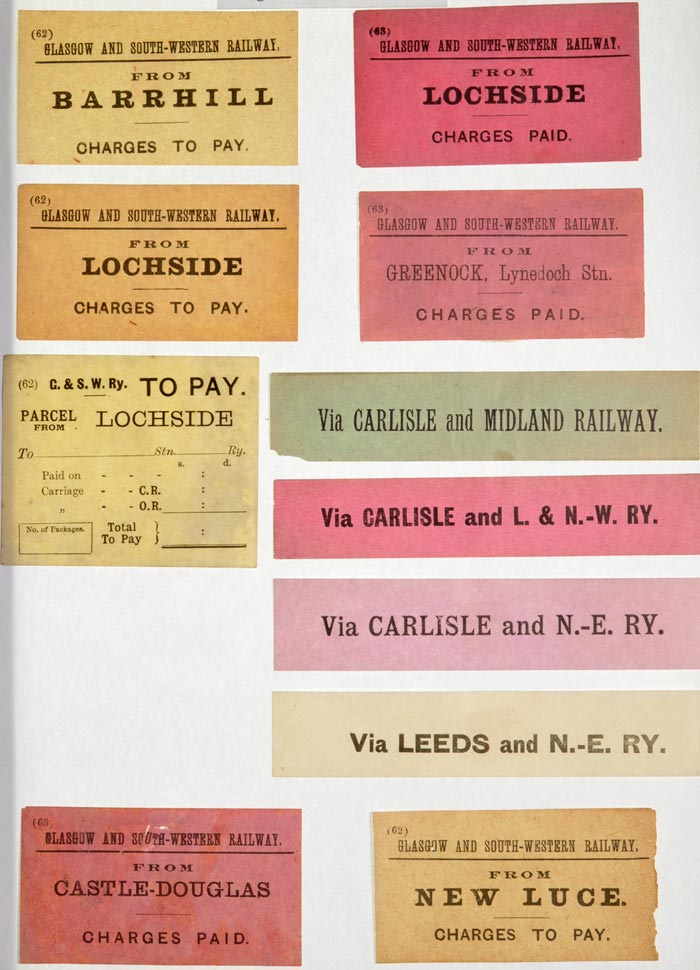 (62)
GLASGOW AND SOUTH-WESTERN RAILWAY.
FROM
BARRHILL
CHARGES TO PAY.
(63)
GLASGOW AND SOUTH-WESTERN RAILWAY.
FROM
LOCHSIDE
CHARGES PAID.
(62)
GLASGOW AND SOUTH-WESTERN RAILWAY.
FROM
LOCHSIDE
CHARGES TO PAY.
(63)
GLASGOW AND SOUTH-WESTERN RAILWAY.
FROM
GREENOCK, Lynedoch Stn.
CHARGES PAID.
(62) G. & S. W. Ry. TO PAY.
PARCEL FROM LOCHSIDE
To Stn. Ry.
s. d.
Paid on - - - :
Carriage - - C.R. :
„ - - O.R.
No. of Packages. Total To Pay } :
Via CARLISLE and MIDLAND RAILWAY.
Via CARLISLE and L. & N.-W. RY.
Via CARLISLE and N.-E. RY.
Via LEEDS and N.-E. RY.
(63)
GLASGOW AND SOUTH-WESTERN RAILWAY.
FROM
CASTLE-DOUGLAS
CHARGES PAID.
(62)
GLASGOW AND SOUTH-WESTERN RAILWAY.
FROM
NEW LUCE.
CHARGES TO PAY.